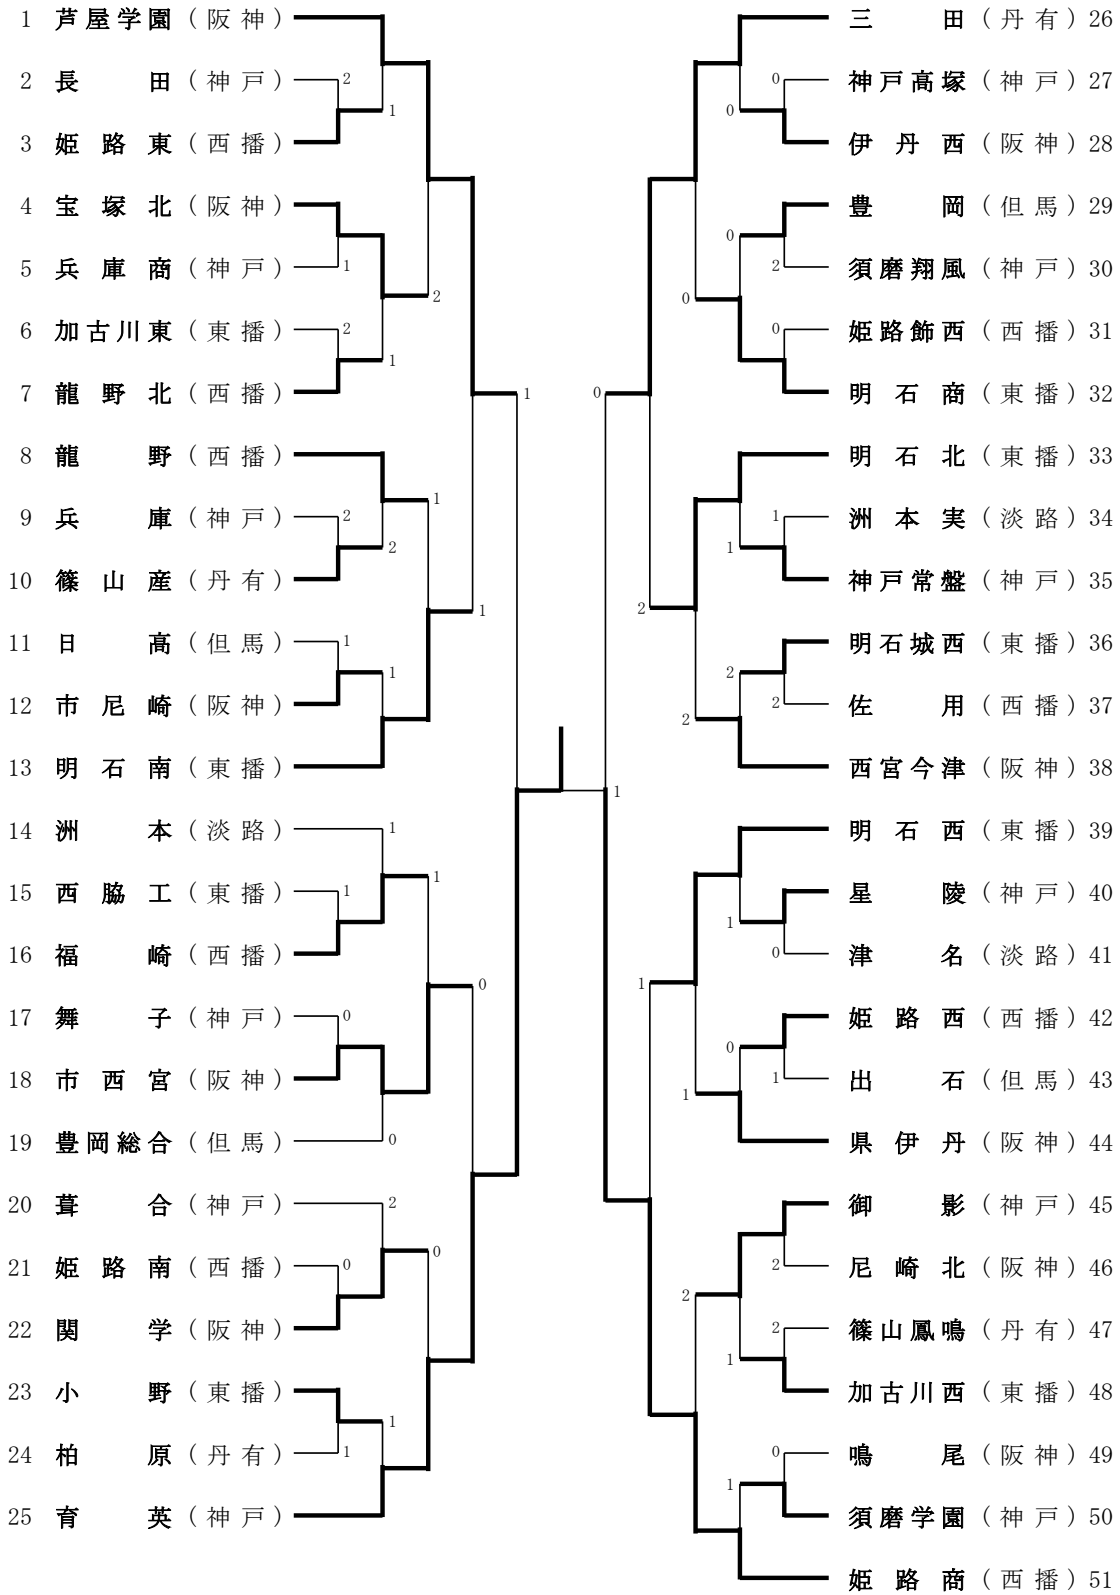 1 芦屋学園 (阪神)
2 長田 (神戸)
2
3 姫路東 (西播)
1
4 宝塚北 (阪神)
5 兵庫商 (神戸)
1
2
6 加古川東 (東播)
2
1
7 龍野北 (西播)
1
8 龍野 (西播)
1
9 兵庫 (神戸)
2
2
10 篠山産 (丹有)
1
11 日高 (但馬)
1
1
12 市尼崎 (阪神)
13 明石南 (東播)
14 洲本 (淡路)
1
1
15 西脇工 (東播)
1
16 福崎 (西播)
0
17 舞子 (神戸)
0
18 市西宮 (阪神)
19 豊岡総合 (但馬)
0
20 葺合 (神戸)
2
0
21 姫路南 (西播)
0
22 関学 (阪神)
23 小野 (東播)
1
24 柏原 (丹有)
1
25 育英 (神戸)
三田 (丹有) 26
0
神戸高塚 (神戸) 27
0
伊丹西 (阪神) 28
豊岡 (但馬) 29
0
2
須磨翔風 (神戸) 30
0
0
姫路飾西 (西播) 31
明石商 (東播) 32
0
明石北 (東播) 33
1
洲本実 (淡路) 34
1
神戸常盤 (神戸) 35
2
明石城西 (東播) 36
2
2
佐用 (西播) 37
2
西宮今津 (阪神) 38
1
明石西 (東播) 39
星陵 (神戸) 40
1
0
津名 (淡路) 41
1
姫路西 (西播) 42
0
1
出石 (但馬) 43
1
県伊丹 (阪神) 44
御影 (神戸) 45
2
尼崎北 (阪神) 46
2
2
篠山鳳鳴 (丹有) 47
1
加古川西 (東播) 48
0
鳴尾 (阪神) 49
1
須磨学園 (神戸) 50
姫路商 (西播) 51